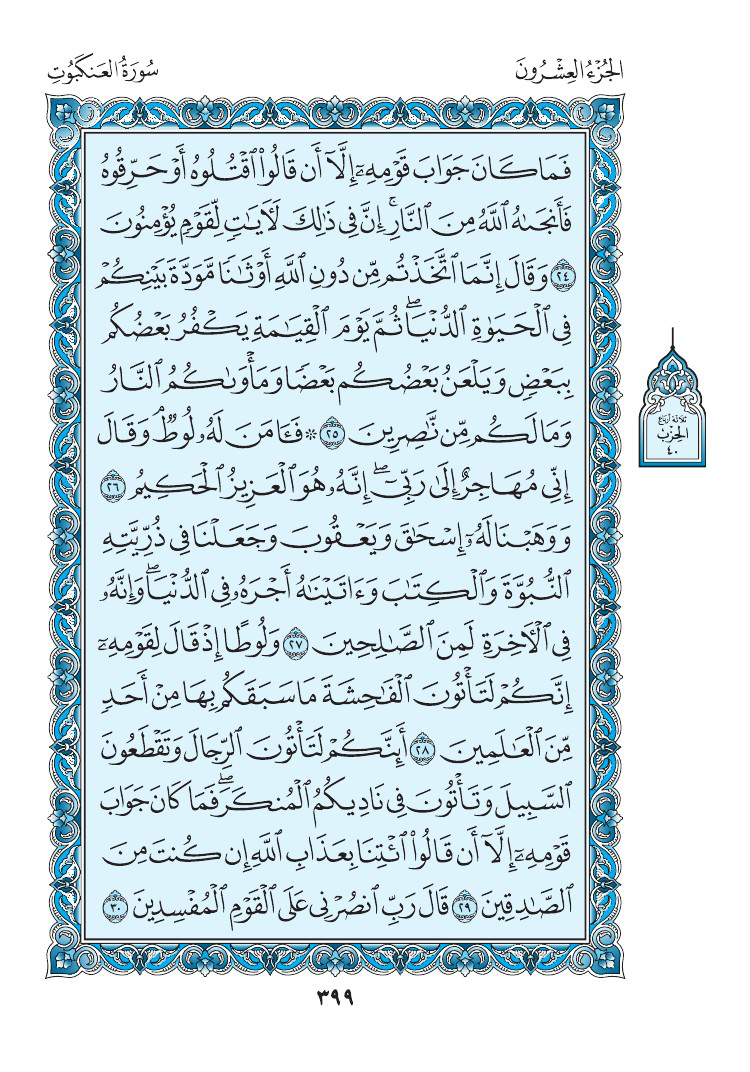 الجُزْءُ العِشْرُونَ
سُورَةُ العَنكَبُوتِ
فَمَا كَانَ جَوَابَ قَوْمِهِۦٓ إِلَّآ أَن قَالُواْ ٱقْتُلُوهُ أَوْ حَرِّقُوهُ
فَأَنجَىٰهُ ٱللَّهُ مِنَ ٱلنَّارِۚ إِنَّ فِي ذَٰلِكَ لَأٓيَٰتٖ لِّقَوْمٖ يُؤْمِنُونَ
٢٤ وَقَالَ إِنَّمَا ٱتَّخَذْتُم مِّن دُونِ ٱللَّهِ أَوْثَٰنٗا مَّوَدَّةَ بَيْنِكُمْ
فِي ٱلْحَيَوٰةِ ٱلدُّنْيَاۖ ثُمَّ يَوْمَ ٱلْقِيَٰمَةِ يَكْفُرُ بَعْضُكُم
بِبَعْضٖ وَيَلْعَنُ بَعْضُكُم بَعْضٗا وَمَأْوَىٰكُمُ ٱلنَّارُ
وَمَا لَكُم مِّن نَّٰصِرِينَ ٢٥ ۞ فَـَٔامَنَ لَهُۥ لُوطٞۘ وَقَالَ
إِنِّي مُهَاجِرٌ إِلَىٰ رَبِّيٓۖ إِنَّهُۥ هُوَ ٱلْعَزِيزُ ٱلْحَكِيمُ ٢٦
وَوَهَبْنَا لَهُۥٓ إِسْحَٰقَ وَيَعْقُوبَ وَجَعَلْنَا فِي ذُرِّيَّتِهِ
ٱلنُّبُوَّةَ وَٱلْكِتَٰبَ وَءَاتَيْنَٰهُ أَجْرَهُۥ فِي ٱلدُّنْيَاۖ وَإِنَّهُۥ
فِي ٱلْأٓخِرَةِ لَمِنَ ٱلصَّٰلِحِينَ ٢٧ وَلُوطًا إِذْ قَالَ لِقَوْمِهِۦٓ
إِنَّكُمْ لَتَأْتُونَ ٱلْفَٰحِشَةَ مَا سَبَقَكُم بِهَا مِنْ أَحَدٖ
مِّنَ ٱلْعَٰلَمِينَ ٢٨ أَئِنَّكُمْ لَتَأْتُونَ ٱلرِّجَالَ وَتَقْطَعُونَ
ٱلسَّبِيلَ وَتَأْتُونَ فِي نَادِيكُمُ ٱلْمُنكَرَۖ فَمَا كَانَ جَوَابَ
قَوْمِهِۦٓ إِلَّآ أَن قَالُواْ ٱئْتِنَا بِعَذَابِ ٱللَّهِ إِن كُنتَ مِنَ
ٱلصَّٰدِقِينَ ٢٩ قَالَ رَبِّ ٱنصُرْنِي عَلَى ٱلْقَوْمِ ٱلْمُفْسِدِينَ ٣٠
ثلاثة أرباع
الحزب
٤٠
٣٩٩